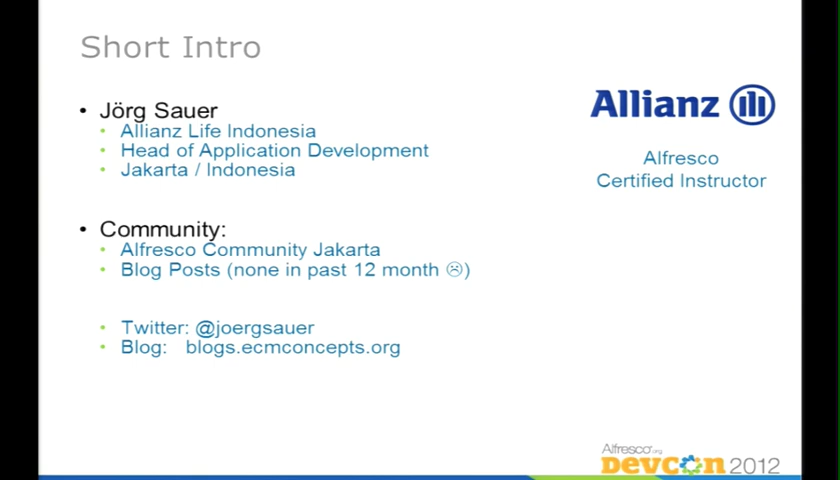 Short Intro
• Jörg Sauer
• Allianz Life Indonesia
• Head of Application Development
• Jakarta / Indonesia
Allianz
Alfresco
Certified Instructor
• Community:
• Alfresco Community Jakarta
• Blog Posts (none in past 12 month ☹)
• Twitter: @joergsauer
• Blog: blogs.ecmconcepts.org
Alfresco.org
DEVCON 2012